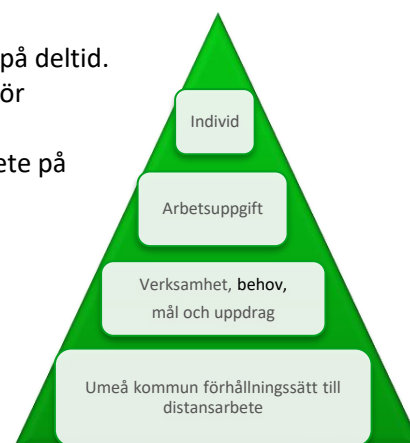 på deltid.
ör
ete på
Individ
Arbetsuppgift
Verksamhet, behov,
mål och uppdrag
Umeå kommun förhållningssätt till
distansarbete